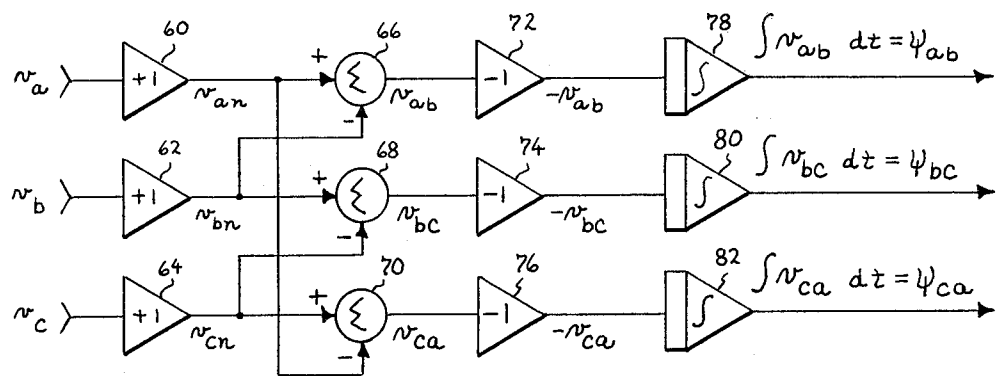 60 66 72 78 ∫v_ab dt = ψ_ab
v_a +1 v_an + Σ v_ab −1 −v_ab ∫
−
62 68 74 80 ∫v_bc dt = ψ_bc
v_b +1 v_bn + Σ v_bc −1 −v_bc ∫
−
64 70 76 82 ∫v_ca dt = ψ_ca
v_c +1 v_cn + Σ v_ca −1 −v_ca ∫
−